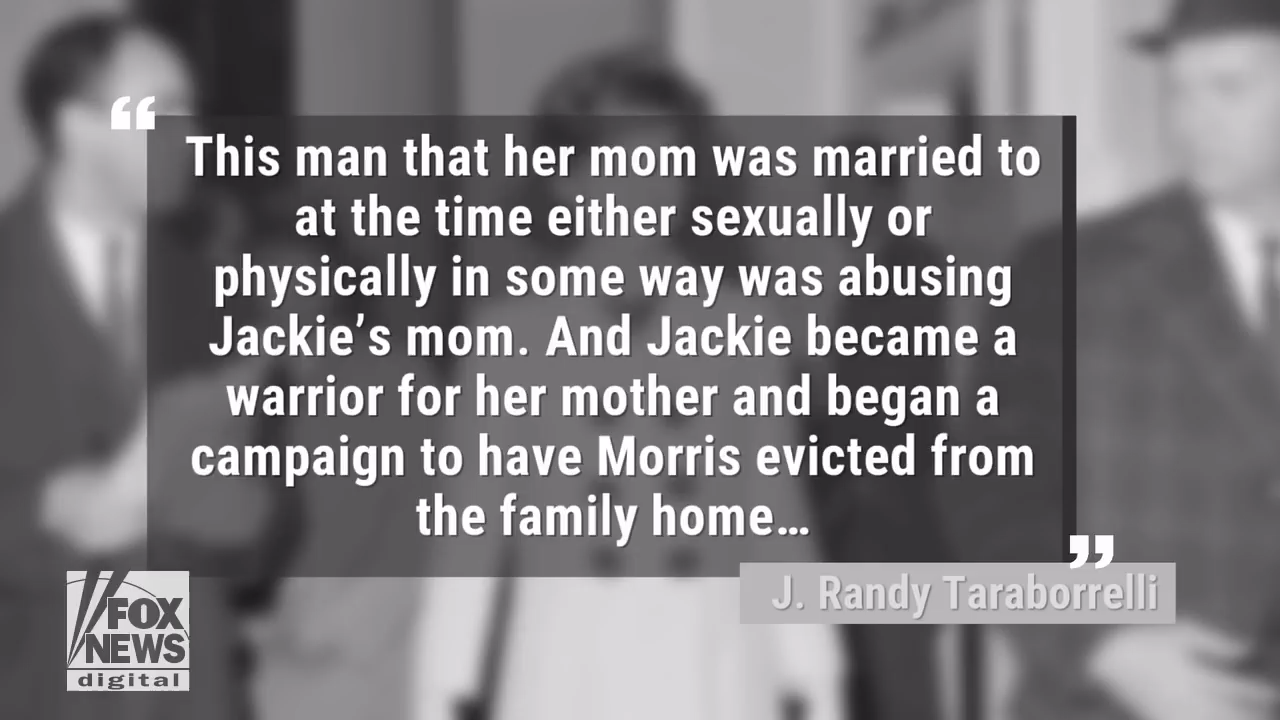 “
This man that her mom was married to
at the time either sexually or
physically in some way was abusing
Jackie’s mom. And Jackie became a
warrior for her mother and began a
campaign to have Morris evicted from
the family home…
”
J. Randy Taraborrelli
FOX
NEWS
digital